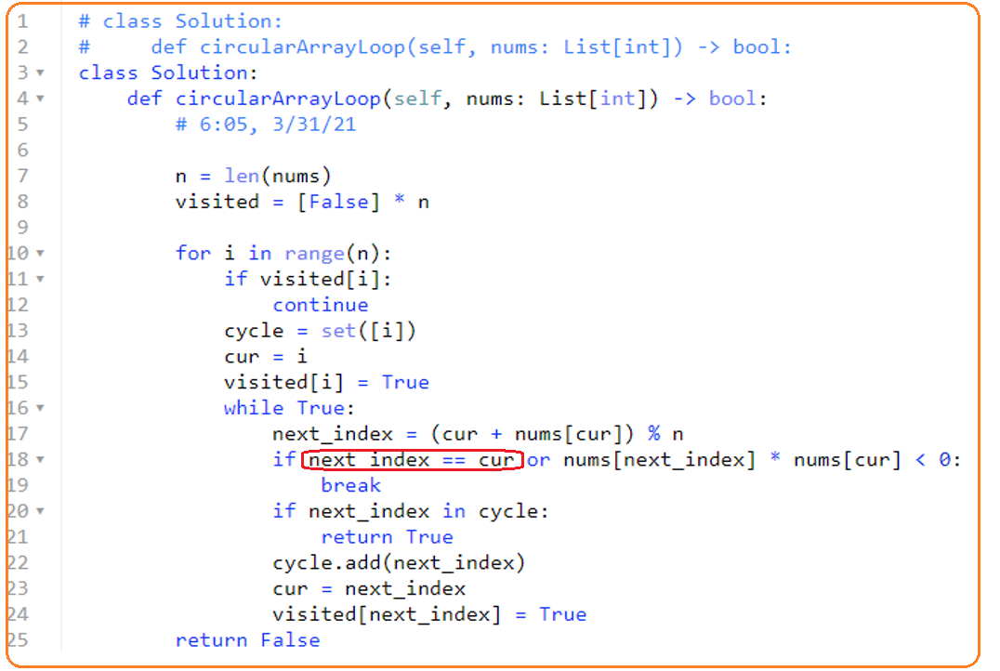 1 # class Solution:
2 #     def circularArrayLoop(self, nums: List[int]) -> bool:
3 ▾ class Solution:
4 ▾     def circularArrayLoop(self, nums: List[int]) -> bool:
5         # 6:05, 3/31/21
6
7         n = len(nums)
8         visited = [False] * n
9
10 ▾         for i in range(n):
11 ▾             if visited[i]:
12                 continue
13             cycle = set([i])
14             cur = i
15             visited[i] = True
16 ▾             while True:
17                 next_index = (cur + nums[cur]) % n
18 ▾                 if next_index == cur or nums[next_index] * nums[cur] < 0:
19                     break
20 ▾                 if next_index in cycle:
21                     return True
22                 cycle.add(next_index)
23                 cur = next_index
24                 visited[next_index] = True
25         return False